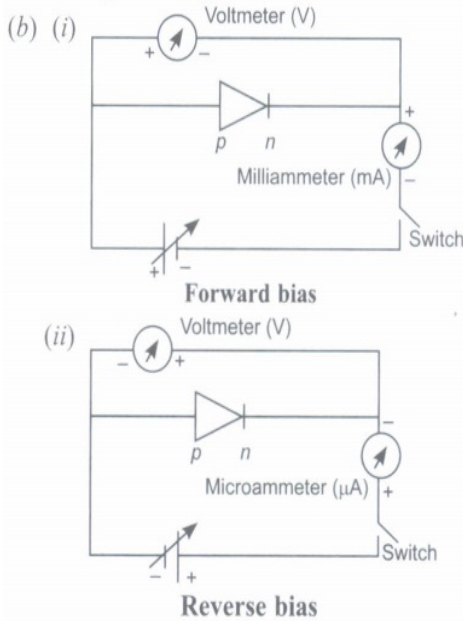 (b) (i)
Voltmeter (V)
+ –
p n
+
Milliammeter (mA)
–
Switch
+ –
Forward bias
(ii)
Voltmeter (V)
– +
p n
–
Microammeter (μA)
+
Switch
– +
Reverse bias